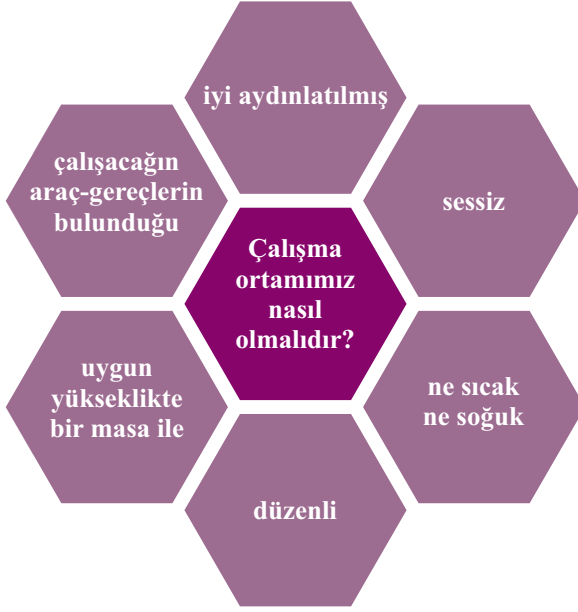 iyi aydınlatılmış
çalışacağın
araç-gereçlerin
bulunduğu
sessiz
Çalışma
ortamımız
nasıl
olmalıdır?
uygun
yükseklikte
bir masa ile
ne sıcak
ne soğuk
düzenli